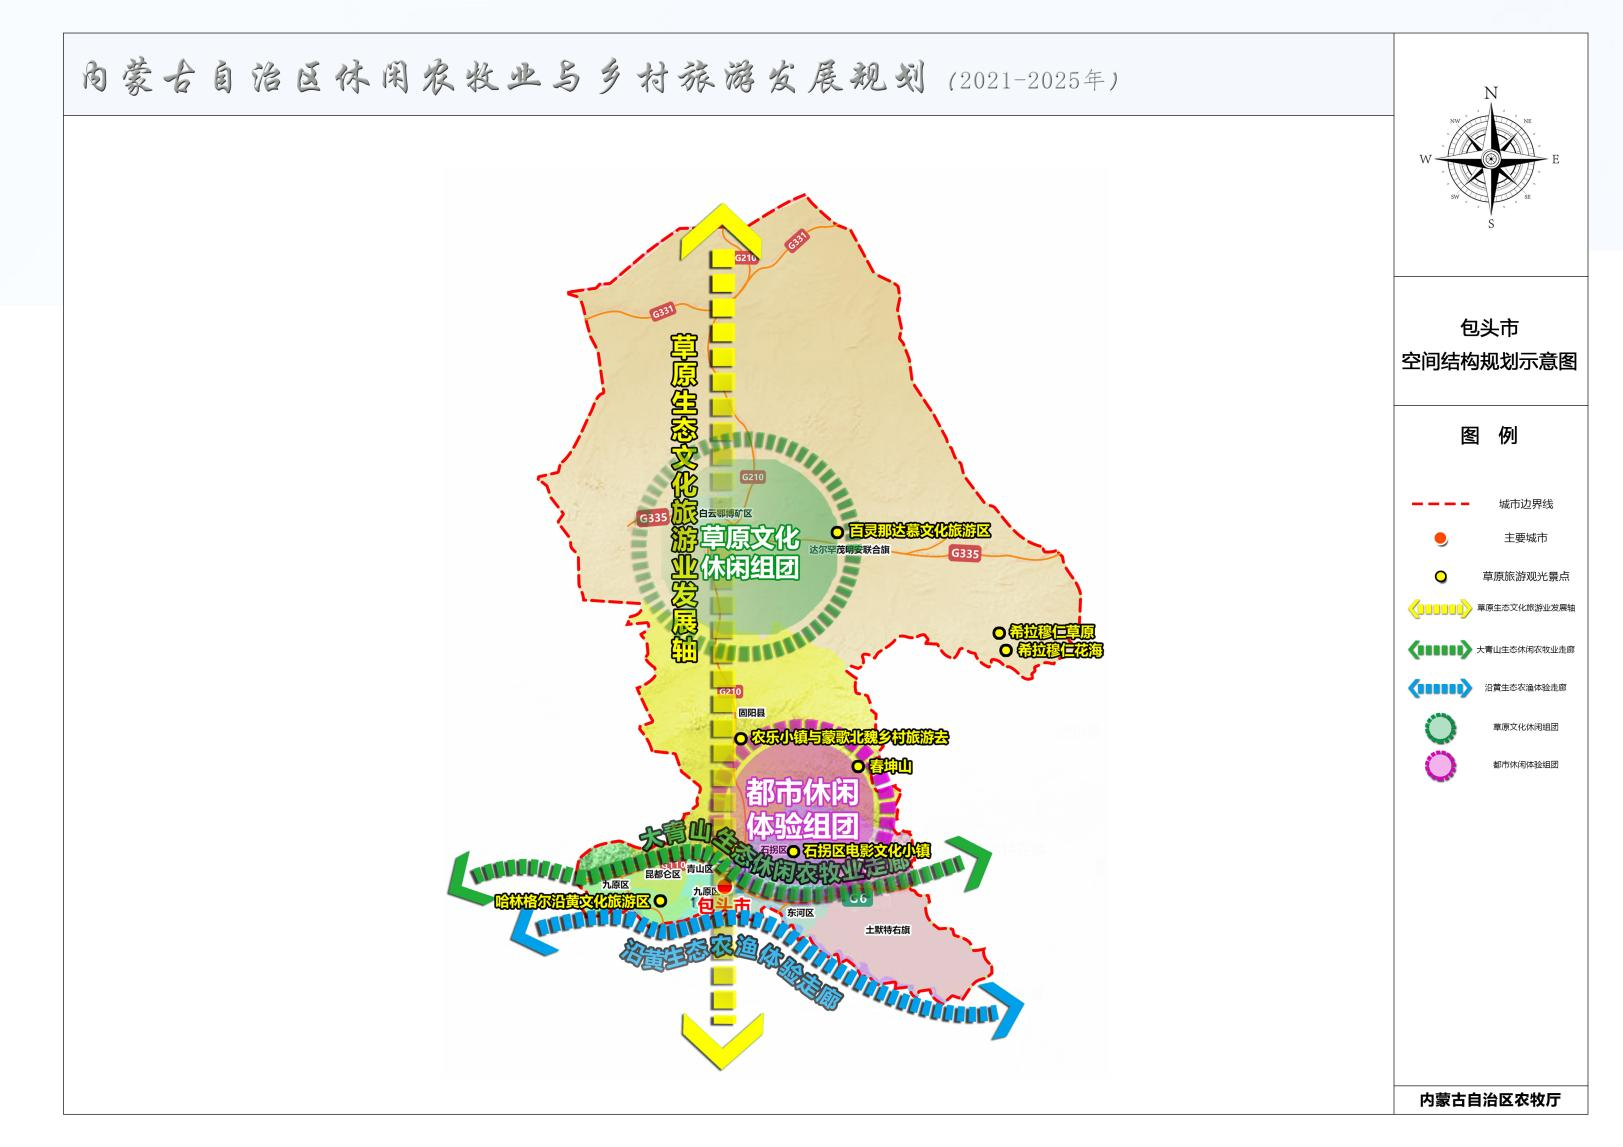 内蒙古自治区休闲农牧业与乡村旅游发展规划（2021-2025年）
N
NW
NE
W
E
SW
SE
S
包头市
空间结构规划示意图
图 例
城市边界线
主要城市
草原旅游观光景点
草原生态文化旅游业发展轴
大青山生态休闲农牧业走廊
沿黄生态农渔体验走廊
草原文化休闲组团
都市休闲体验组团
内蒙古自治区农牧厅
G331
G210
G331
草原生态文化旅游业发展轴
G210
G335
白云鄂博矿区
草原文化
休闲组团
百灵那达慕文化旅游区
达尔罕茂明安联合旗
G335
希拉穆仁草原
希拉穆仁花海
G210
固阳县
农乐小镇与蒙歌北魏乡村旅游去
春坤山
都市休闲
体验组团
大青山生态休闲农牧业走廊
石拐区
石拐区电影文化小镇
G110
青山区
昆都仑区
九原区
九原区
哈林格尔沿黄文化旅游区
包头市
G6
东河区
土默特右旗
沿黄生态农渔体验走廊